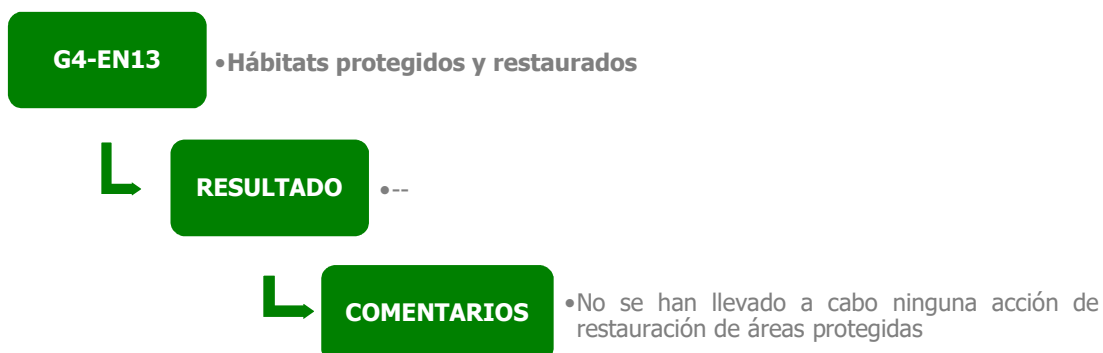 G4-EN13
•Hábitats protegidos y restaurados
RESULTADO
•--
COMENTARIOS
•No se han llevado a cabo ninguna acción de
restauración de áreas protegidas